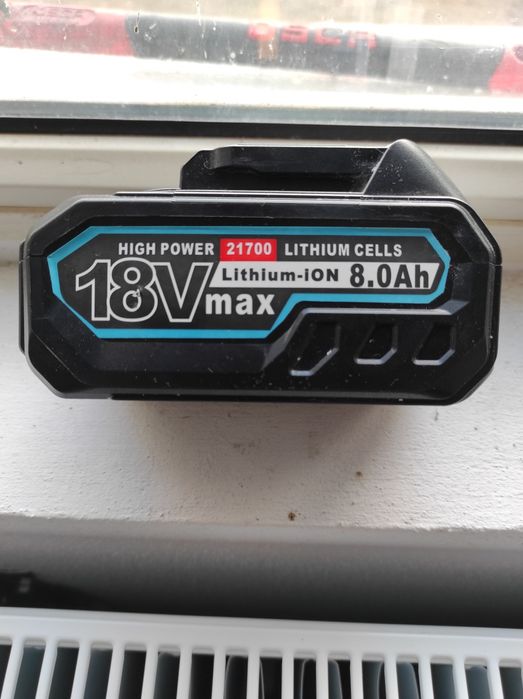 HIGH POWER 21700 LITHIUM CELLS
18V max
Lithium-iON 8.0Ah